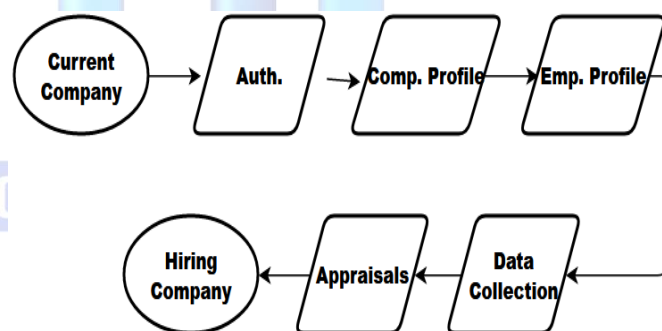 Current
Company
Auth.
Comp. Profile
Emp. Profile
Hiring
Company
Appraisals
Data
Collection